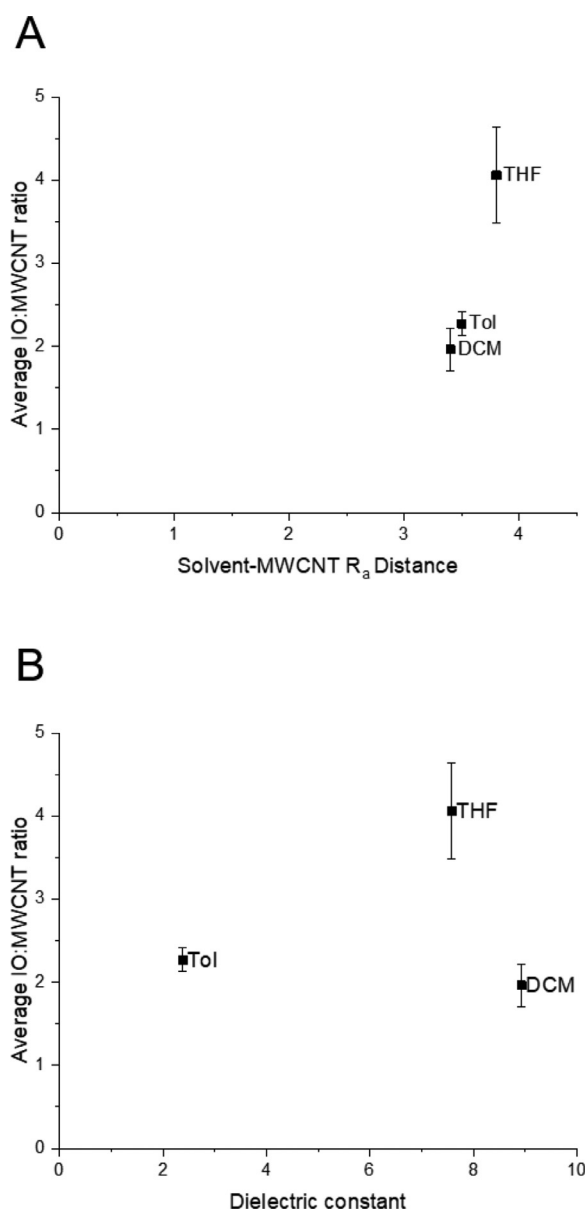 A
5
4
3
2
1
0
Average IO:MWCNT ratio
THF
Tol
DCM
0 1 2 3 4
Solvent-MWCNT Ra Distance
B
5
4
3
2
1
0
Average IO:MWCNT ratio
THF
Tol
DCM
0 2 4 6 8 10
Dielectric constant